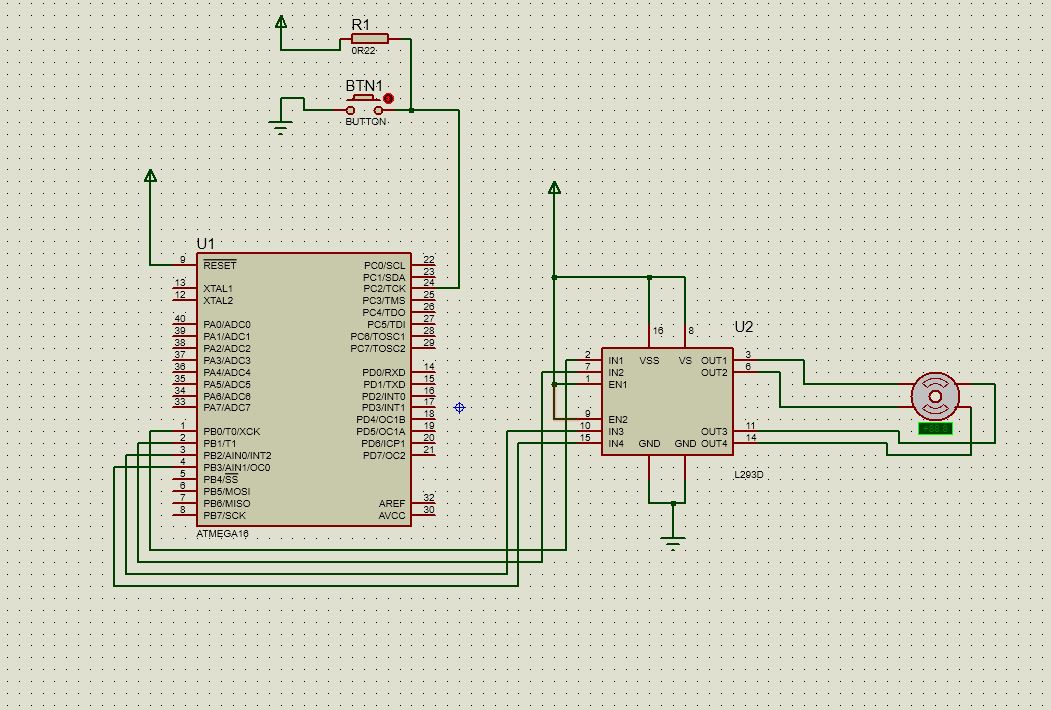 R1
0R22
BTN1
BUTTON
U1
9 RESET
13 XTAL1
12 XTAL2
40 PA0/ADC0
39 PA1/ADC1
38 PA2/ADC2
37 PA3/ADC3
36 PA4/ADC4
35 PA5/ADC5
34 PA6/ADC6
33 PA7/ADC7
1 PB0/T0/XCK
2 PB1/T1
3 PB2/AIN0/INT2
4 PB3/AIN1/OC0
5 PB4/SS
6 PB5/MOSI
7 PB6/MISO
8 PB7/SCK
PC0/SCL 22
PC1/SDA 23
PC2/TCK 24
PC3/TMS 25
PC4/TDO 26
PC5/TDI 27
PC6/TOSC1 28
PC7/TOSC2 29
PD0/RXD 14
PD1/TXD 15
PD2/INT0 16
PD3/INT1 17
PD4/OC1B 18
PD5/OC1A 19
PD6/ICP1 20
PD7/OC2 21
AREF 32
AVCC 30
ATMEGA16
U2
16 8
2 IN1 VSS VS OUT1 3
7 IN2 OUT2 6
1 EN1
9 EN2
10 IN3 OUT3 11
15 IN4 GND GND OUT4 14
L293D